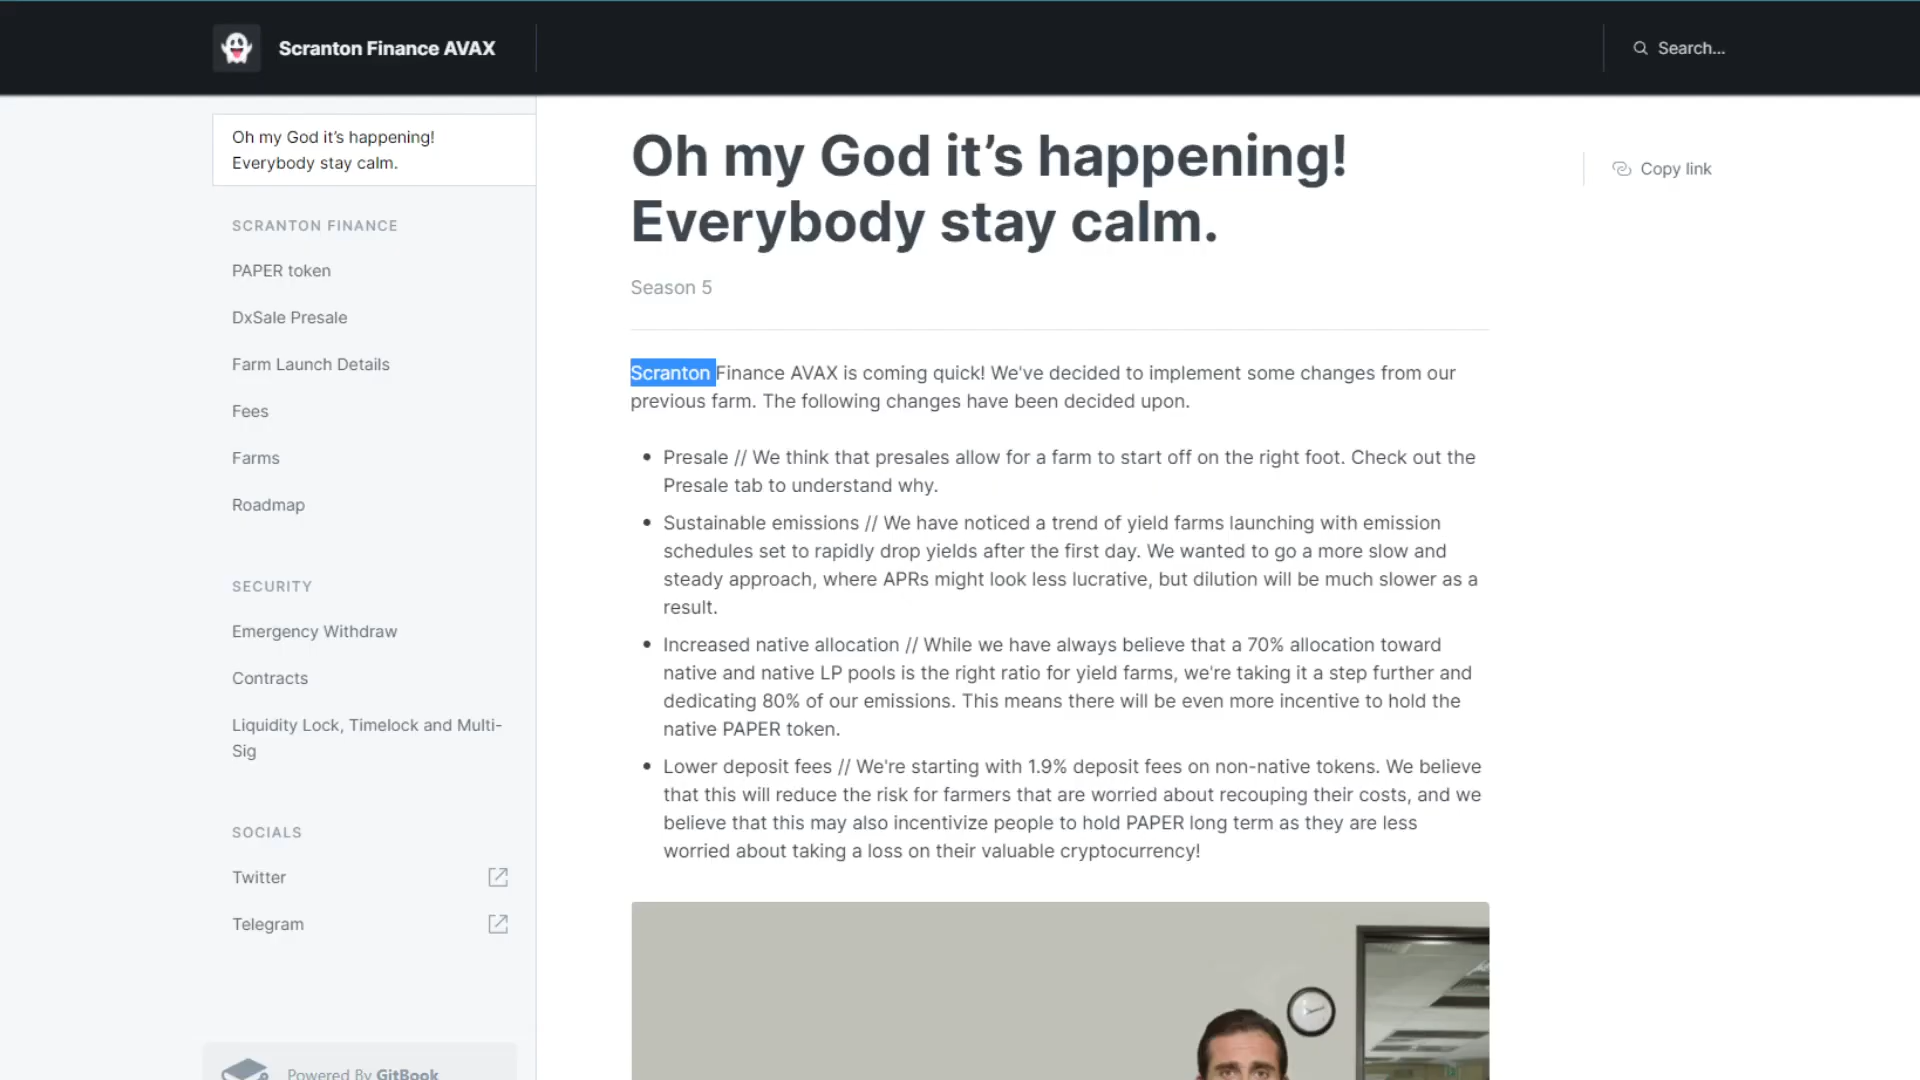 Scranton Finance AVAX
Search...
Oh my God it’s happening!
Everybody stay calm.
SCRANTON FINANCE
PAPER token
DxSale Presale
Farm Launch Details
Fees
Farms
Roadmap
SECURITY
Emergency Withdraw
Contracts
Liquidity Lock, Timelock and Multi-
Sig
SOCIALS
Twitter
Telegram
Powered By GitBook
Oh my God it’s happening!
Everybody stay calm.
Copy link
Season 5
Scranton Finance AVAX is coming quick! We've decided to implement some changes from our
previous farm. The following changes have been decided upon.
• Presale // We think that presales allow for a farm to start off on the right foot. Check out the
Presale tab to understand why.
• Sustainable emissions // We have noticed a trend of yield farms launching with emission
schedules set to rapidly drop yields after the first day. We wanted to go a more slow and
steady approach, where APRs might look less lucrative, but dilution will be much slower as a
result.
• Increased native allocation // While we have always believe that a 70% allocation toward
native and native LP pools is the right ratio for yield farms, we're taking it a step further and
dedicating 80% of our emissions. This means there will be even more incentive to hold the
native PAPER token.
• Lower deposit fees // We're starting with 1.9% deposit fees on non-native tokens. We believe
that this will reduce the risk for farmers that are worried about recouping their costs, and we
believe that this may also incentivize people to hold PAPER long term as they are less
worried about taking a loss on their valuable cryptocurrency!